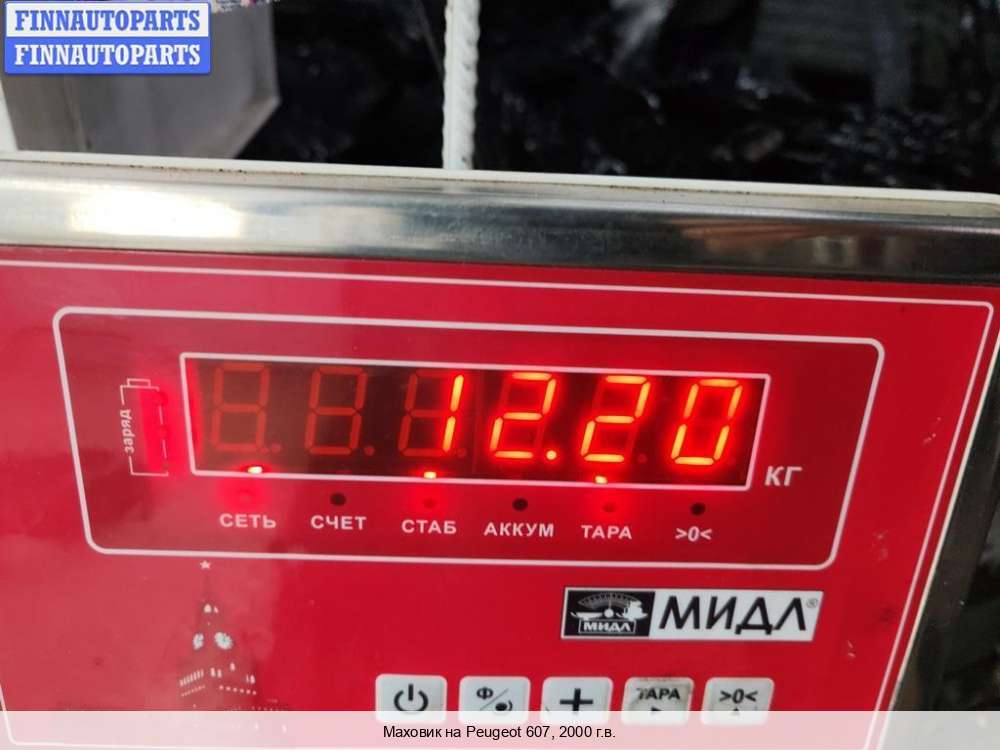 FINNAUTOPARTS
FINNAUTOPARTS
заряд
12.20
КГ
СЕТЬ СЧЕТ СТАБ АККУМ ТАРА >0<
МИДЛ МИДЛ®
Ф ТАРА >0<
Маховик на Peugeot 607, 2000 г.в.